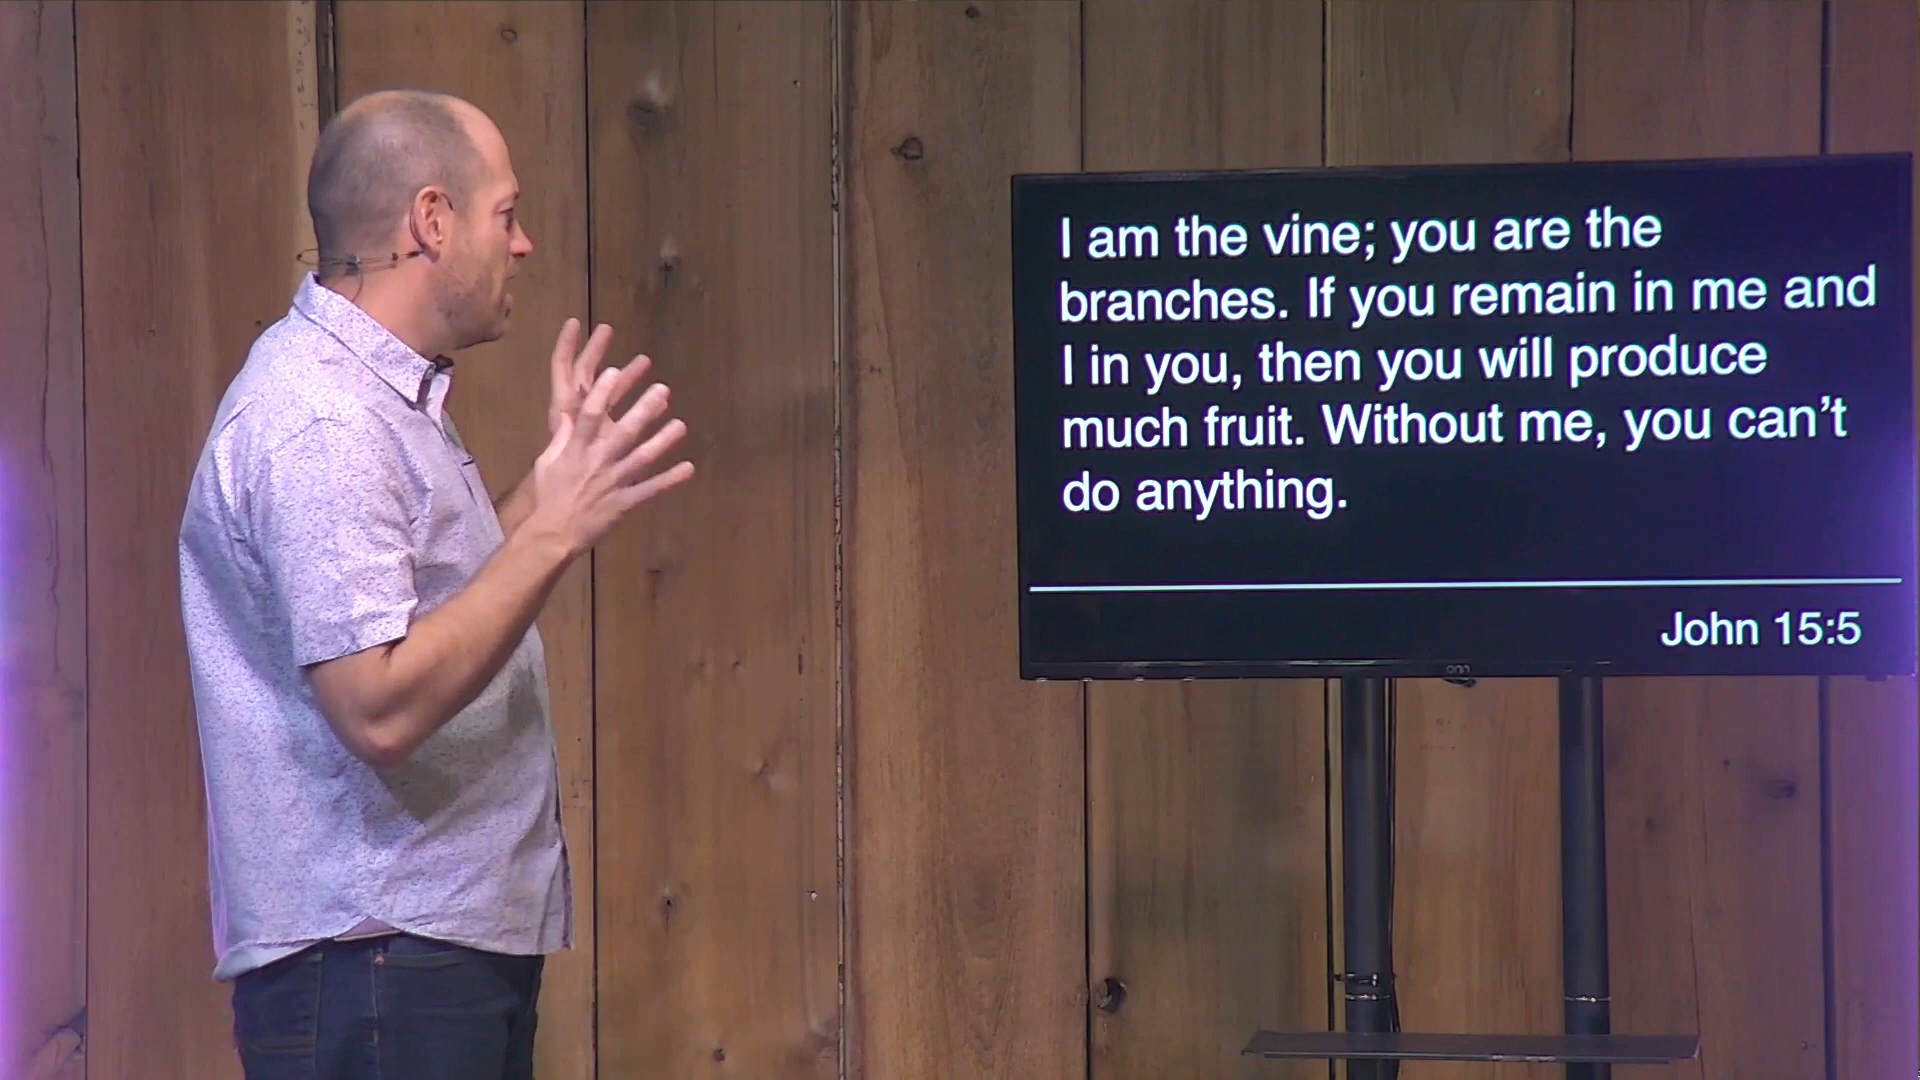 I am the vine; you are the
branches. If you remain in me and
I in you, then you will produce
much fruit. Without me, you can’t
do anything.
John 15:5
onn